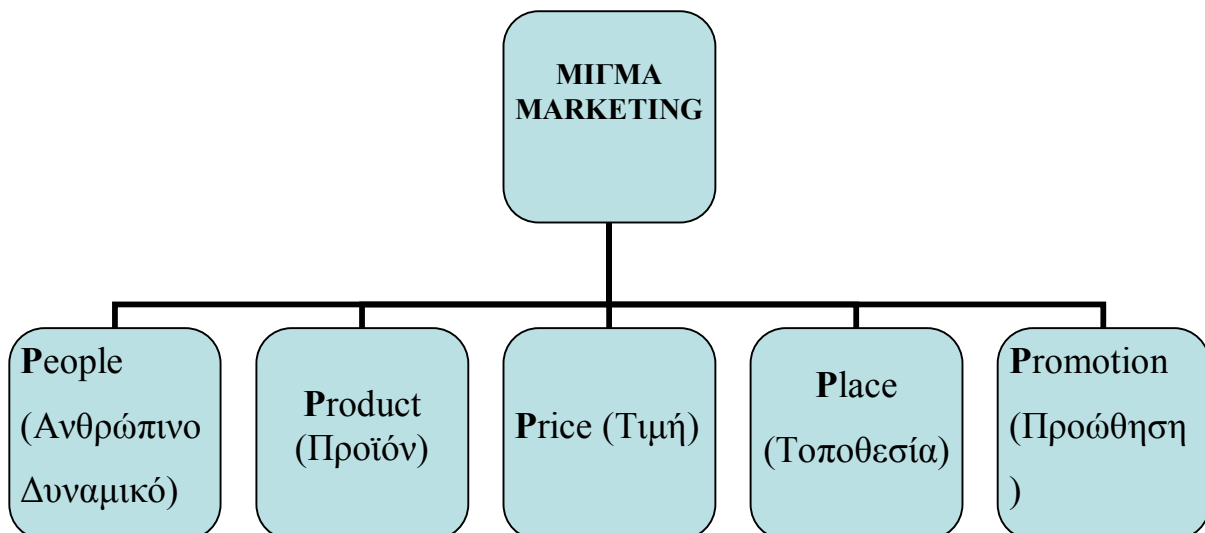 ΜΙΓΜΑ
MARKETING
People
(Ανθρώπινο
Δυναμικό)
Product
(Προϊόν)
Price (Τιμή)
Place
(Τοποθεσία)
Promotion
(Προώθηση
)